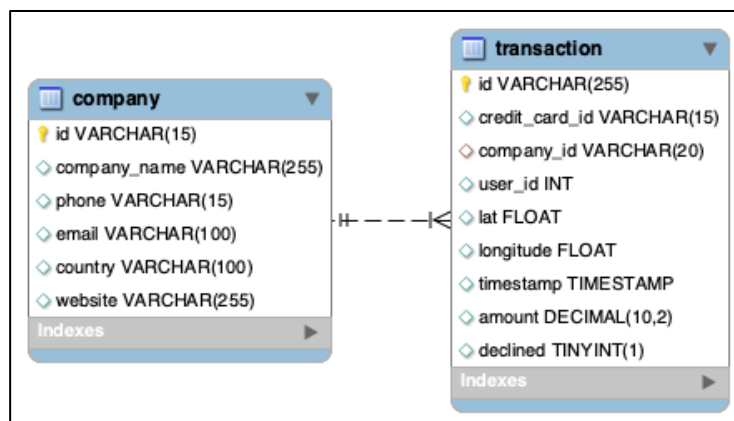 company
id VARCHAR(15)
company_name VARCHAR(255)
phone VARCHAR(15)
email VARCHAR(100)
country VARCHAR(100)
website VARCHAR(255)
Indexes
transaction
id VARCHAR(255)
credit_card_id VARCHAR(15)
company_id VARCHAR(20)
user_id INT
lat FLOAT
longitude FLOAT
timestamp TIMESTAMP
amount DECIMAL(10,2)
declined TINYINT(1)
Indexes